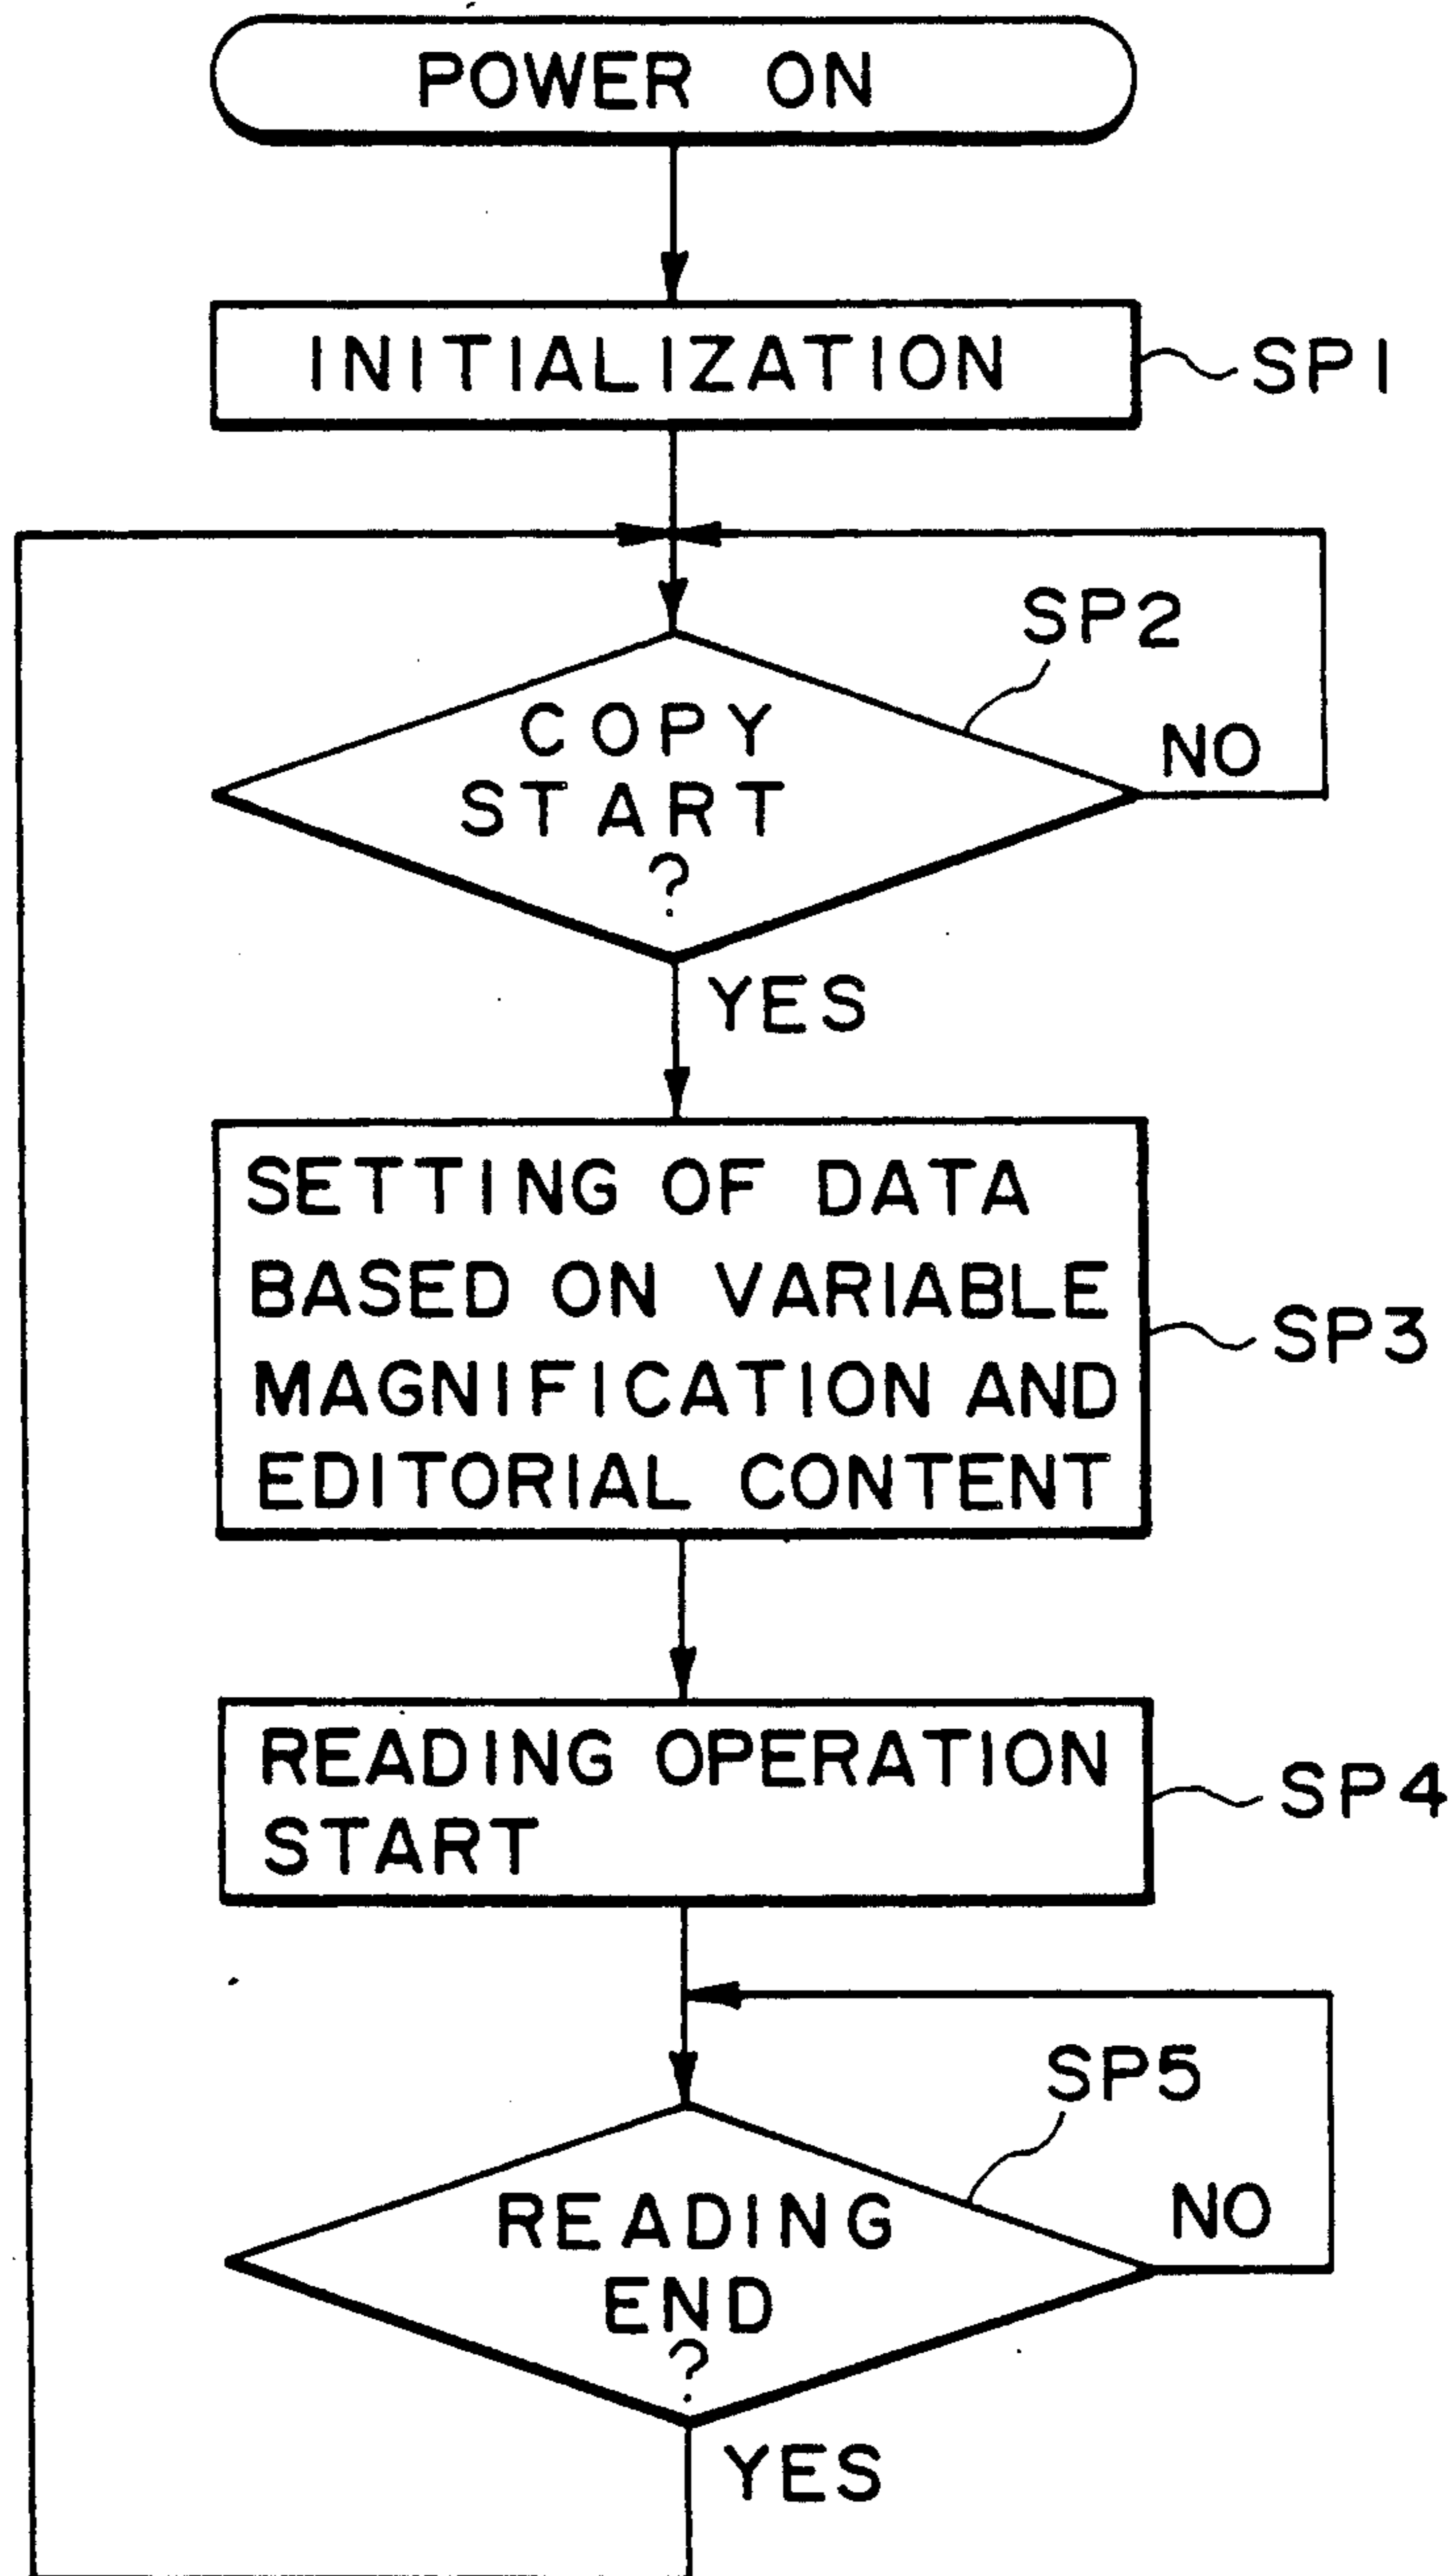 POWER ON
INITIALIZATION
SP1
SP2
COPY
START
?
NO
YES
SETTING OF DATA
BASED ON VARIABLE
MAGNIFICATION AND
EDITORIAL CONTENT
SP3
READING OPERATION
START
SP4
SP5
READING
END
?
NO
YES